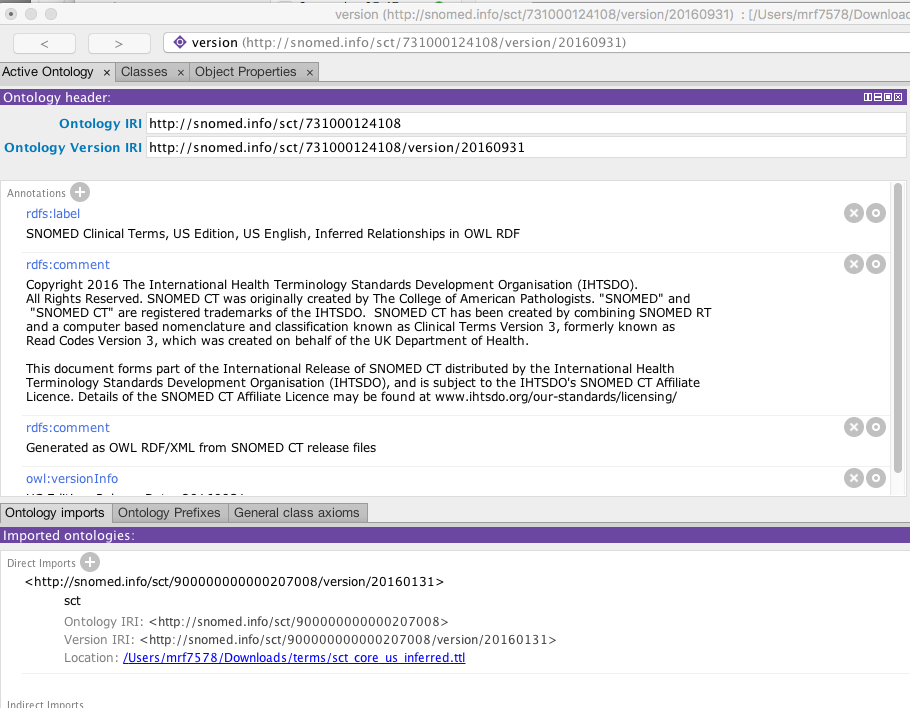 version (http://snomed.info/sct/731000124108/version/20160931) : [/Users/mrf7578/Downloac
< > version (http://snomed.info/sct/731000124108/version/20160931)
Active Ontology × Classes × Object Properties ×
Ontology header:
Ontology IRI http://snomed.info/sct/731000124108
Ontology Version IRI http://snomed.info/sct/731000124108/version/20160931
Annotations
rdfs:label
SNOMED Clinical Terms, US Edition, US English, Inferred Relationships in OWL RDF
rdfs:comment
Copyright 2016 The International Health Terminology Standards Development Organisation (IHTSDO).
All Rights Reserved. SNOMED CT was originally created by The College of American Pathologists. "SNOMED" and
"SNOMED CT" are registered trademarks of the IHTSDO. SNOMED CT has been created by combining SNOMED RT
and a computer based nomenclature and classification known as Clinical Terms Version 3, formerly known as
Read Codes Version 3, which was created on behalf of the UK Department of Health.
This document forms part of the International Release of SNOMED CT distributed by the International Health
Terminology Standards Development Organisation (IHTSDO), and is subject to the IHTSDO's SNOMED CT Affiliate
Licence. Details of the SNOMED CT Affiliate Licence may be found at www.ihtsdo.org/our-standards/licensing/
rdfs:comment
Generated as OWL RDF/XML from SNOMED CT release files
owl:versionInfo
Ontology imports Ontology Prefixes General class axioms
Imported ontologies:
Direct Imports
<http://snomed.info/sct/900000000000207008/version/20160131>
sct
Ontology IRI: <http://snomed.info/sct/900000000000207008>
Version IRI: <http://snomed.info/sct/900000000000207008/version/20160131>
Location: /Users/mrf7578/Downloads/terms/sct_core_us_inferred.ttl
Indirect Imports